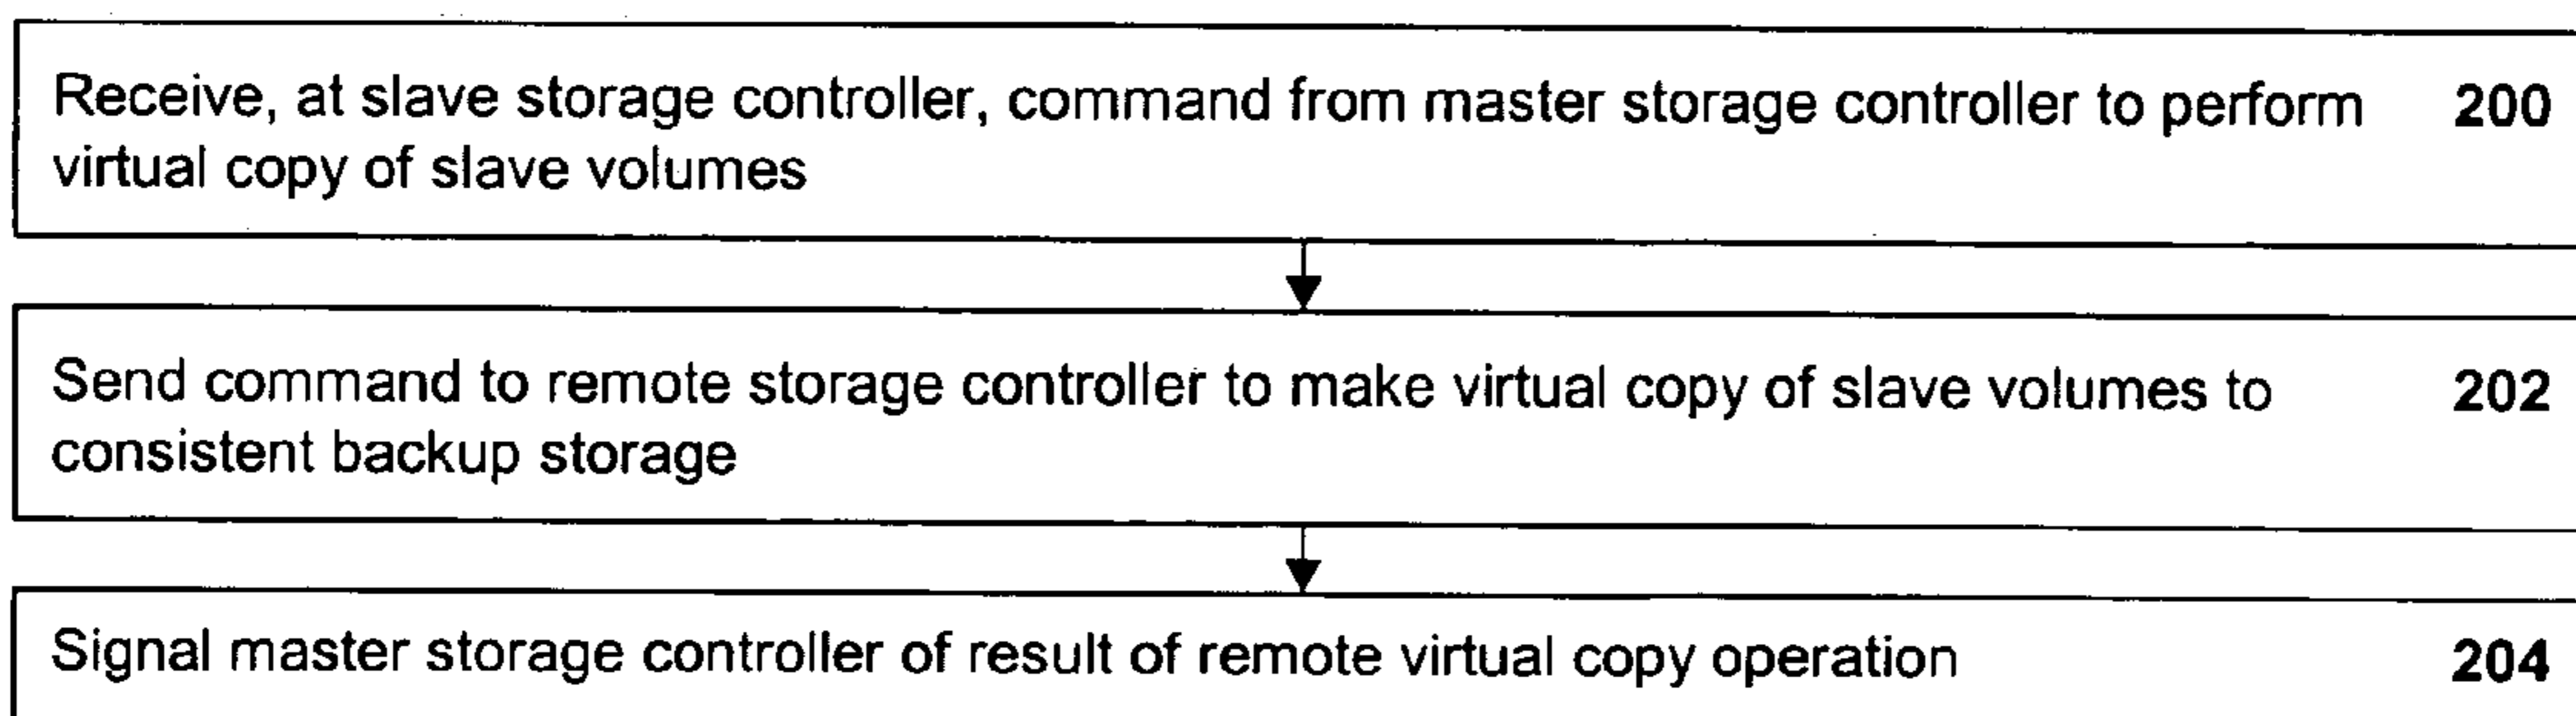 Receive, at slave storage controller, command from master storage controller to perform 200
virtual copy of slave volumes
Send command to remote storage controller to make virtual copy of slave volumes to 202
consistent backup storage
Signal master storage controller of result of remote virtual copy operation 204